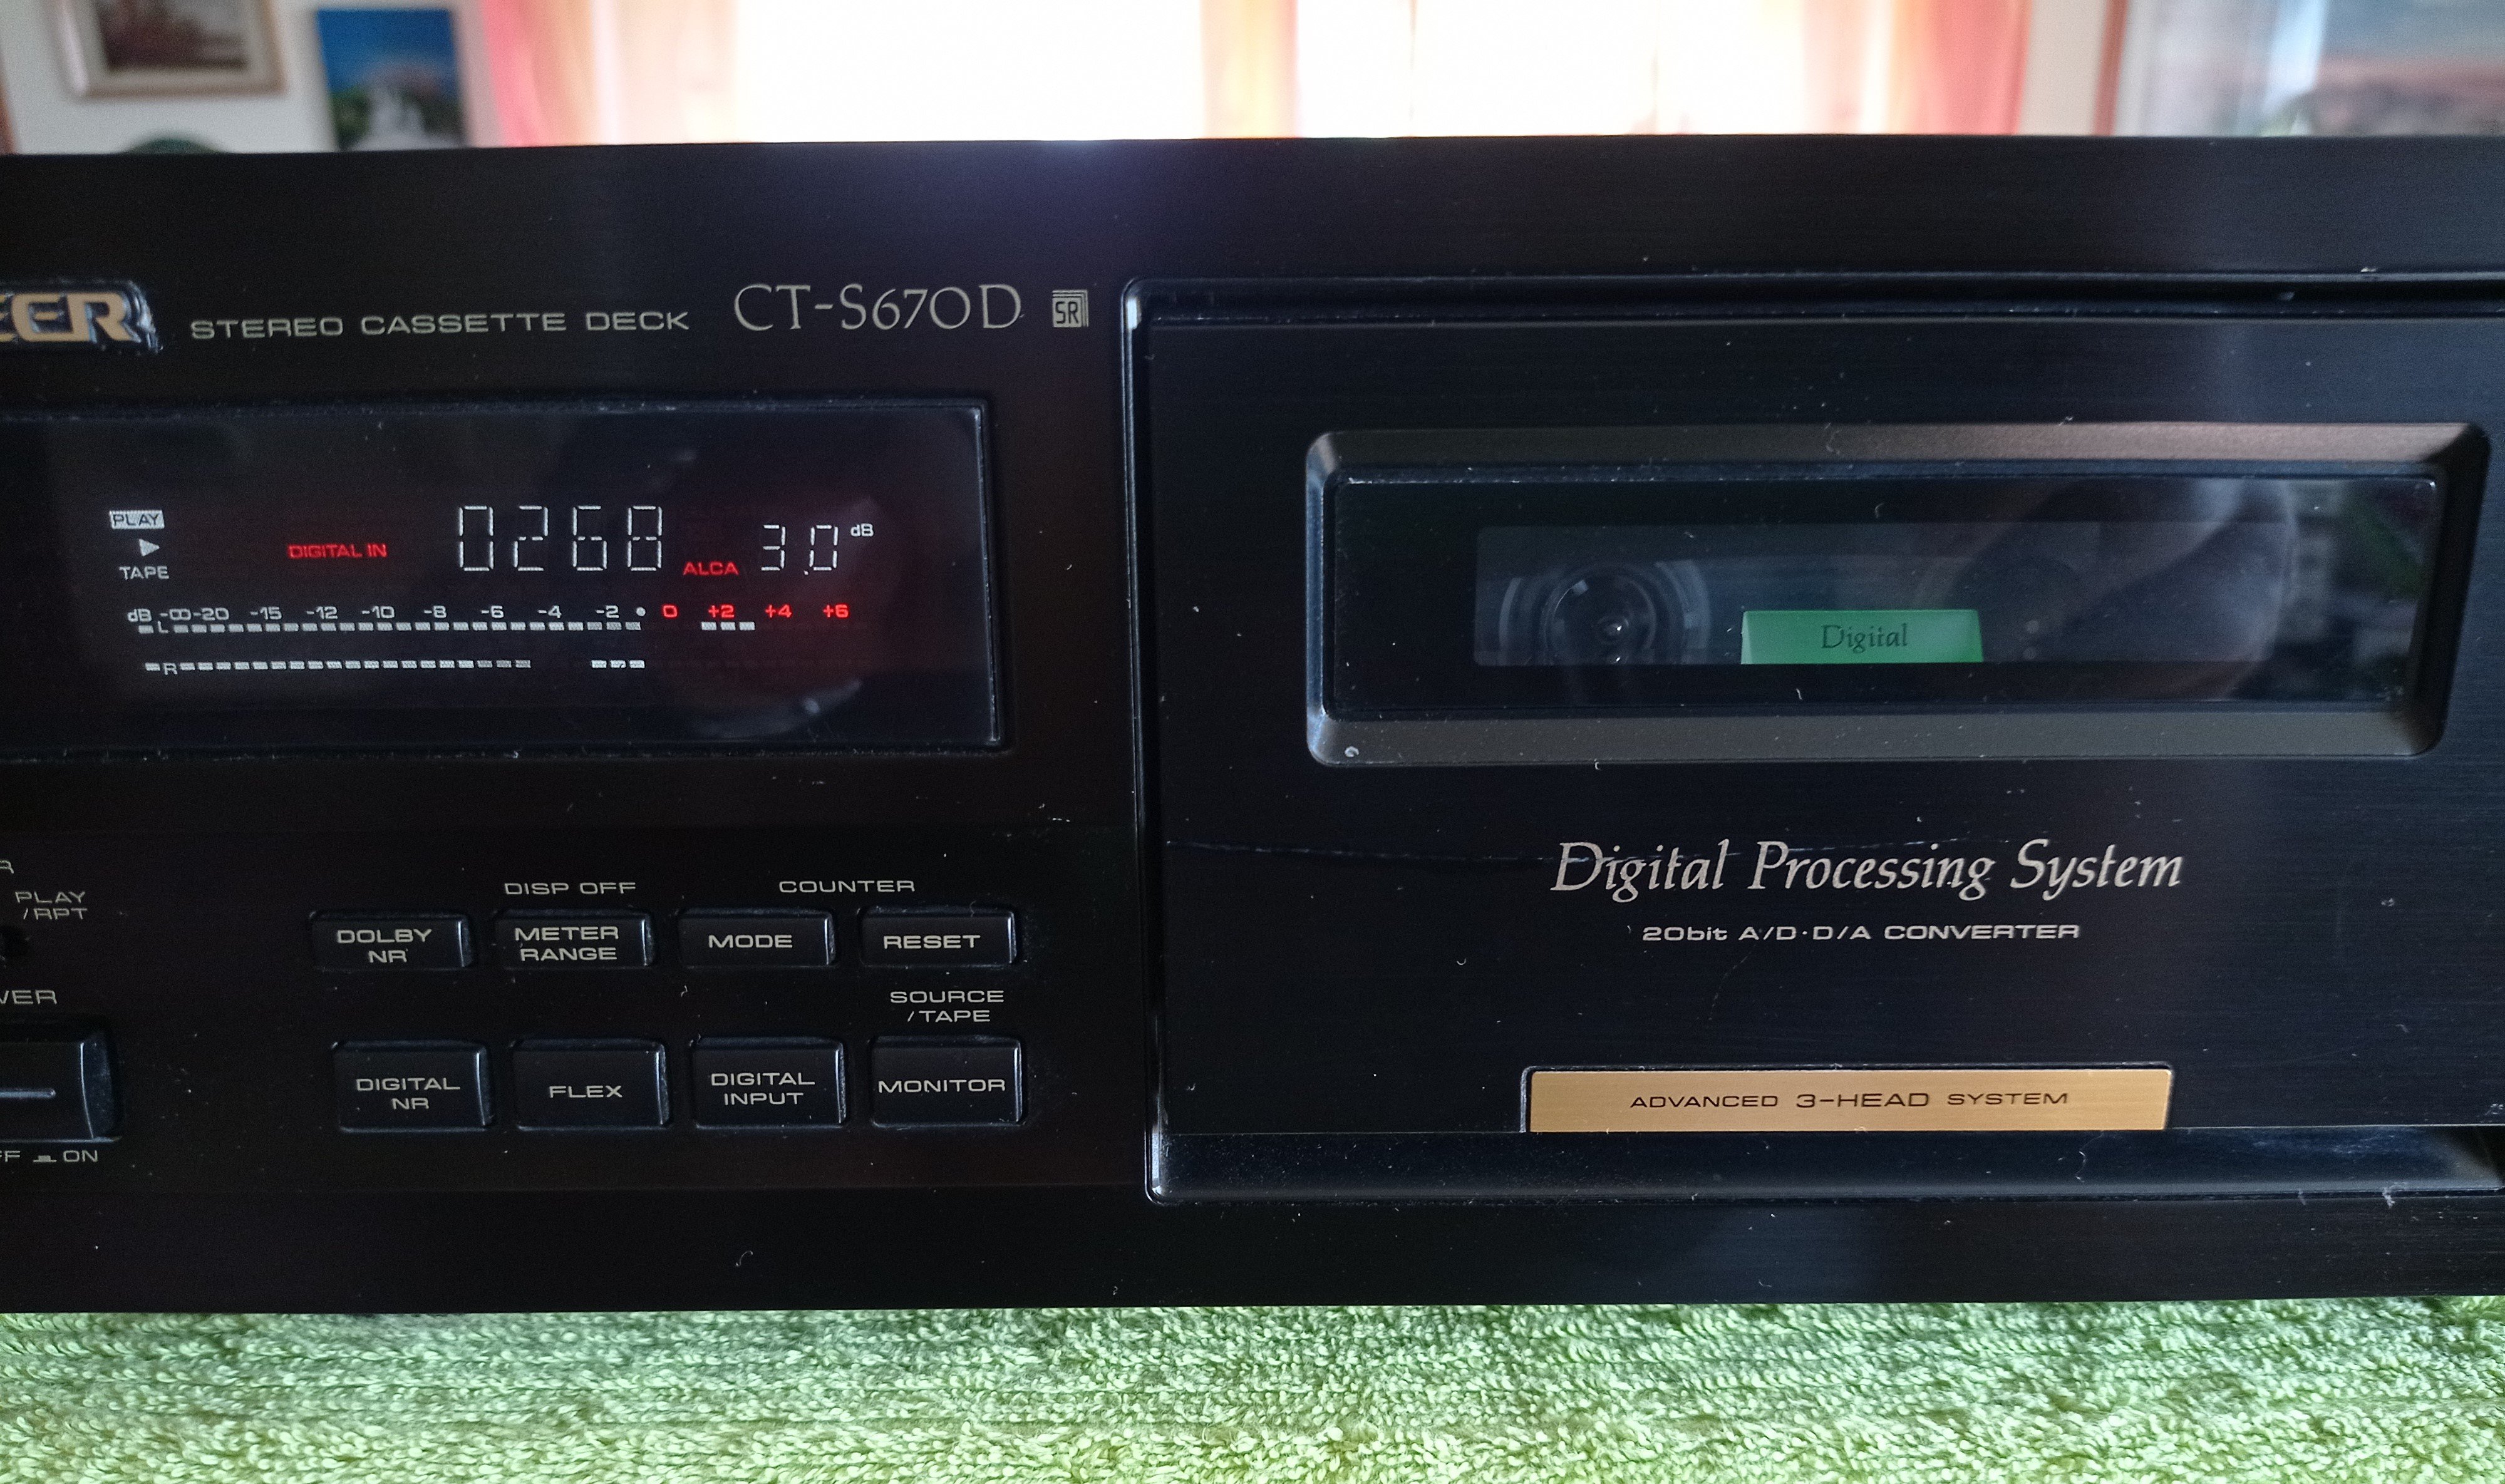 EER STEREO CASSETTE DECK CT-S670D SR
PLAY
TAPE
DIGITAL IN
0268
ALCA
3.0 dB
dB -∞ -20 -15 -12 -10 -8 -6 -4 -2 • 0 +2 +4 +6
L
R
Digital
Digital Processing System
20bit A/D·D/A CONVERTER
ADVANCED 3-HEAD SYSTEM
R
PLAY
/RPT
DISP OFF
COUNTER
DOLBY
NR
METER
RANGE
MODE
RESET
WER
SOURCE
/TAPE
DIGITAL
NR
FLEX
DIGITAL
INPUT
MONITOR
FF ON